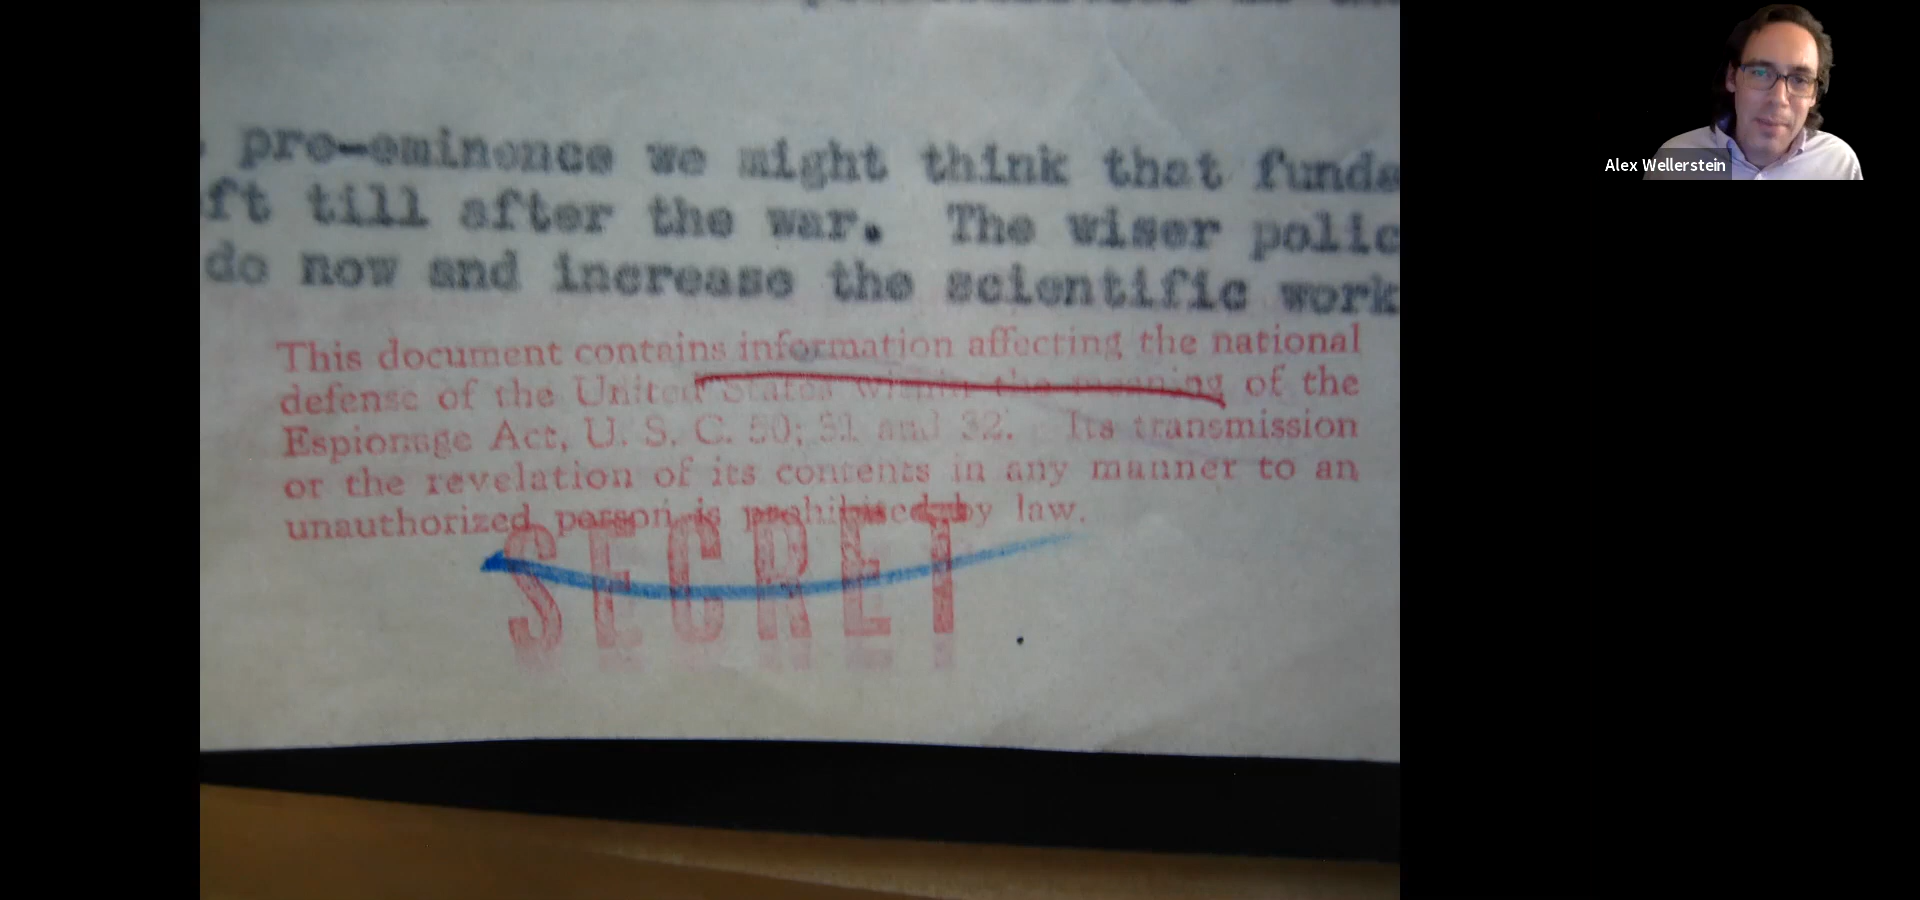 pre-eminence we might think that funda
ft till after the war. The wiser polic
do now and increase the scientific work
This document contains information affecting the national
defense of the United States within the meaning of the
Espionage Act, U. S. C. 50; 31 and 32. Its transmission
or the revelation of its contents in any manner to an
unauthorized person is prohibited by law.
SECRET
Alex Wellerstein